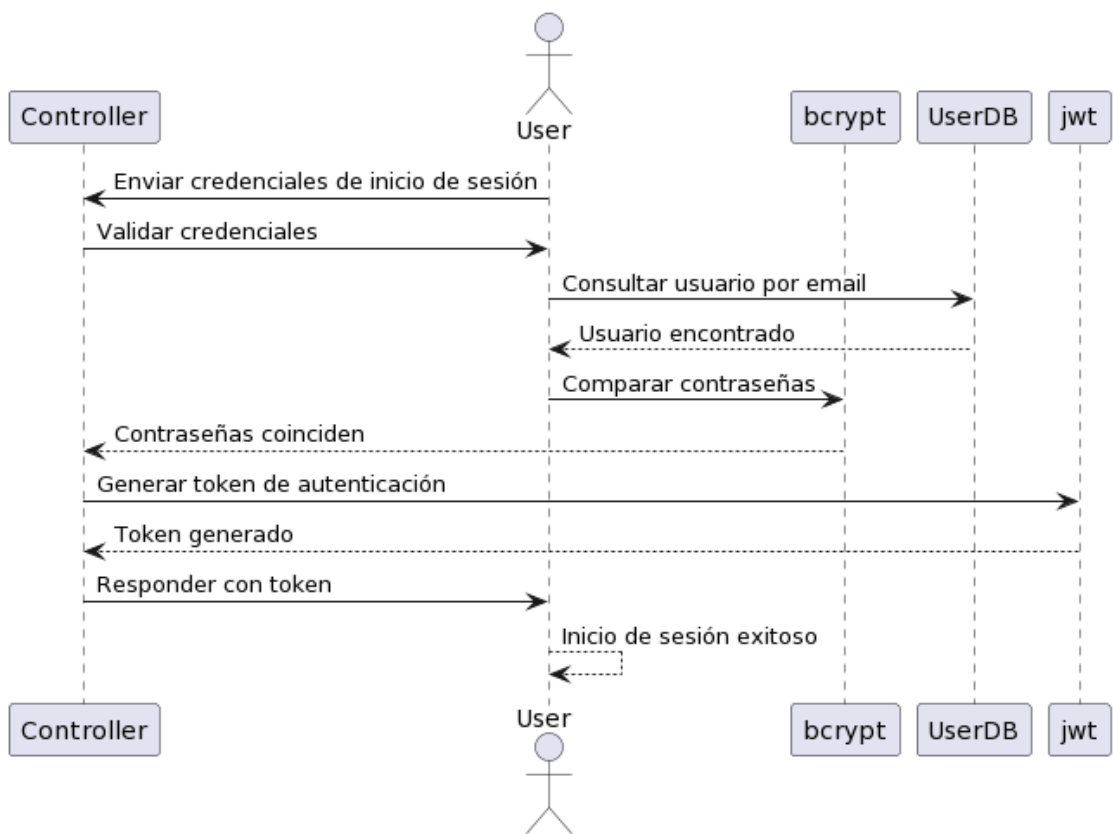 Controller
User
bcrypt
UserDB
jwt
Enviar credenciales de inicio de sesión
Validar credenciales
Consultar usuario por email
Usuario encontrado
Comparar contraseñas
Contraseñas coinciden
Generar token de autenticación
Token generado
Responder con token
Inicio de sesión exitoso
Controller
User
bcrypt
UserDB
jwt